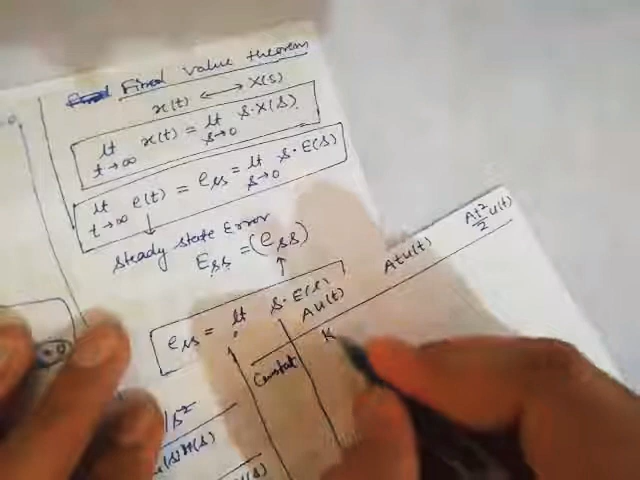 Final value theorem
x(t) ⟷ X(s)
lt t→∞ x(t) = lt s→0 s·X(s)
lt t→∞ e(t) = ess = lt s→0 s·E(s)
Steady State Error
Ess = (ess)
ess = lt s·E(s)
Au(t) Atu(t) At²/2 u(t)
Constat K